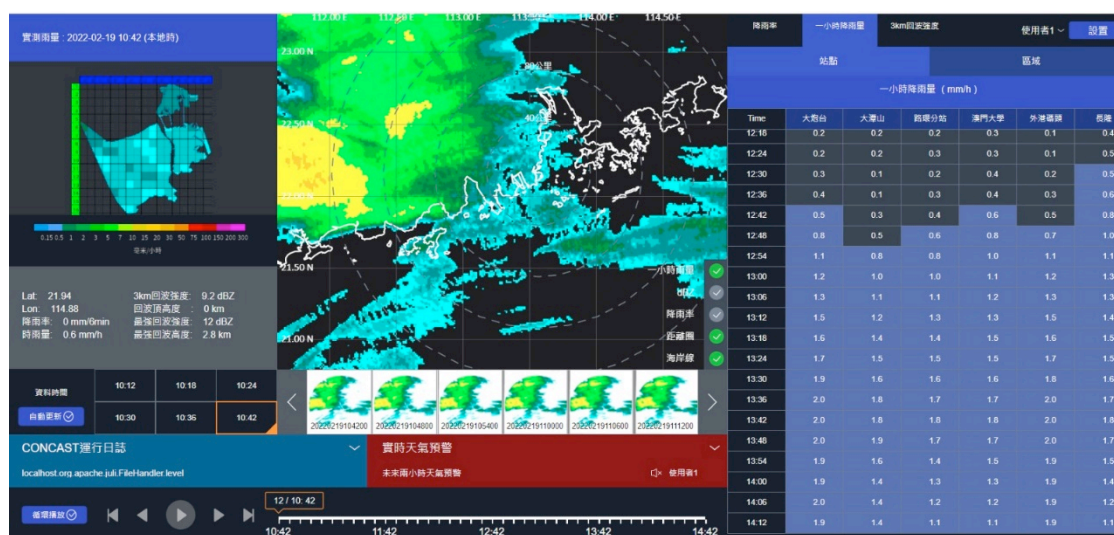 實測雨量 : 2022-02-19 10:42 (本地時)
0.15 0.5 1 2 3 5 7 10 15 20 30 50 75 100 150 200 300
毫米/小時
Lat: 21.94
Lon: 114.88
降雨率: 0 mm/6min
時雨量: 0.6 mm/h
3km回波強度: 9.2 dBZ
回波頂高度 : 0 km
最強回波強度: 12 dBZ
最強回波高度: 2.8 km
資料時間
自動更新
10:12 10:18 10:24
10:30 10:36 10:42
112.00 E 113.00 E 114.00 E 114.50 E
23.00 N
22.50 N
21.50 N
21.00 N
40公里
一小時雨量
dBZ
降雨率
距離圈
海岸線
20220219104200 20220219104800 20220219105400 20220219110000 20220219110600 20220219111200
CONCAST運行日誌
localhost.org.apache.juli.FileHandler.level
實時天氣預警
未來兩小時天氣預警
使用者1
循環播放
12 / 10: 42
10:42 11:42 12:42 13:42 14:42
降雨率 一小時降雨量 3km回波強度 使用者1 設置
站點 區域
一小時降雨量 ( mm/h )
Time 大炮台 大潭山 路環分站 澳門大學 外港碼頭 長隆
12:18 0.2 0.2 0.2 0.3 0.1 0.4
12:24 0.2 0.2 0.3 0.3 0.1 0.5
12:30 0.3 0.1 0.2 0.4 0.2 0.5
12:36 0.4 0.1 0.3 0.4 0.3 0.6
12:42 0.5 0.3 0.4 0.6 0.5 0.8
12:48 0.8 0.5 0.6 0.8 0.7 1.0
12:54 1.1 0.8 0.8 1.0 1.1 1.1
13:00 1.2 1.0 1.0 1.1 1.2 1.3
13:06 1.3 1.1 1.1 1.2 1.3 1.3
13:12 1.5 1.2 1.3 1.3 1.5 1.4
13:18 1.6 1.4 1.4 1.5 1.6 1.5
13:24 1.7 1.5 1.5 1.5 1.7 1.5
13:30 1.9 1.6 1.6 1.6 1.8 1.6
13:36 2.0 1.8 1.7 1.7 2.0 1.7
13:42 2.0 1.8 1.8 1.8 2.0 1.8
13:48 2.0 1.9 1.7 1.7 2.0 1.7
13:54 1.9 1.6 1.4 1.5 1.9 1.5
14:00 1.9 1.4 1.3 1.3 1.9 1.4
14:06 2.0 1.4 1.2 1.2 1.9 1.2
14:12 1.9 1.4 1.1 1.1 1.9 1.1